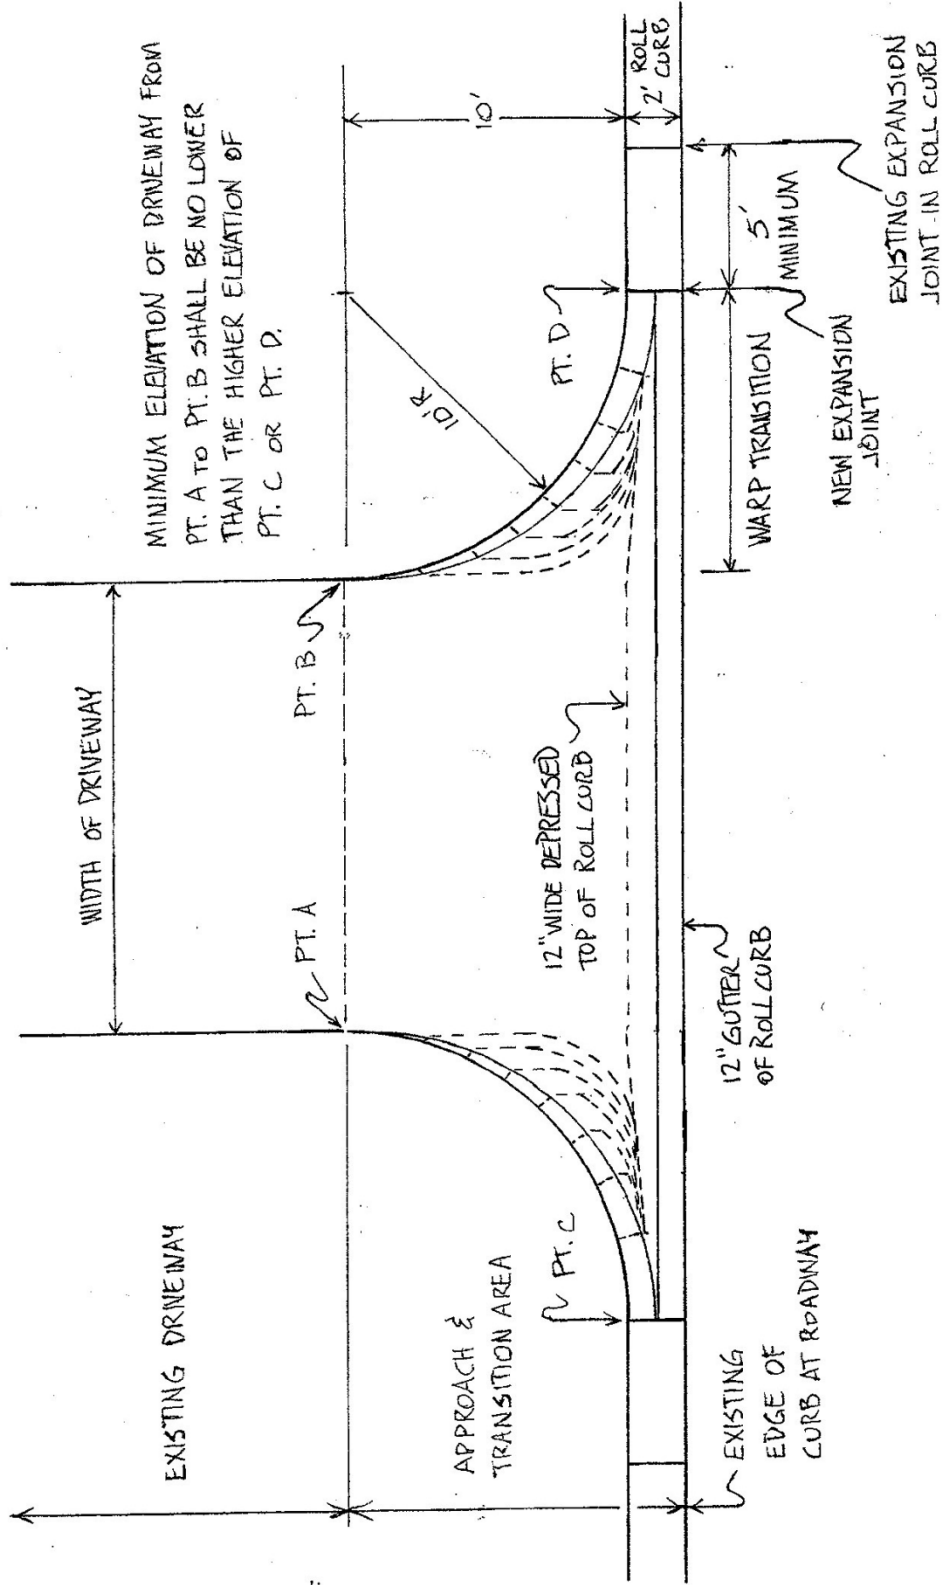 EXISTING DRIVEWAY
WIDTH OF DRIVEWAY
MINIMUM ELEVATION OF DRIVEWAY FROM
PT. A TO PT. B SHALL BE NO LOWER
THAN THE HIGHER ELEVATION OF
PT. C OR PT. D.
PT. A
PT. B
APPROACH &
TRANSITION AREA
10'R
10'
PT. C
12" WIDE DEPRESSED
TOP OF ROLL CURB
PT. D
2' ROLL
CURB
EXISTING
EDGE OF
CURB AT ROADWAY
12" GUTTER
OF ROLL CURB
WARP TRANSITION
5'
MINIMUM
NEW EXPANSION
JOINT
EXISTING EXPANSION
JOINT IN ROLL CURB